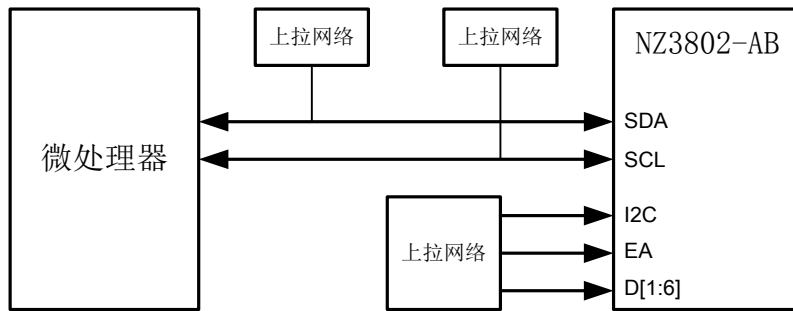 上拉网络
上拉网络
NZ3802-AB
微处理器
SDA
SCL
上拉网络
I2C
EA
D[1:6]